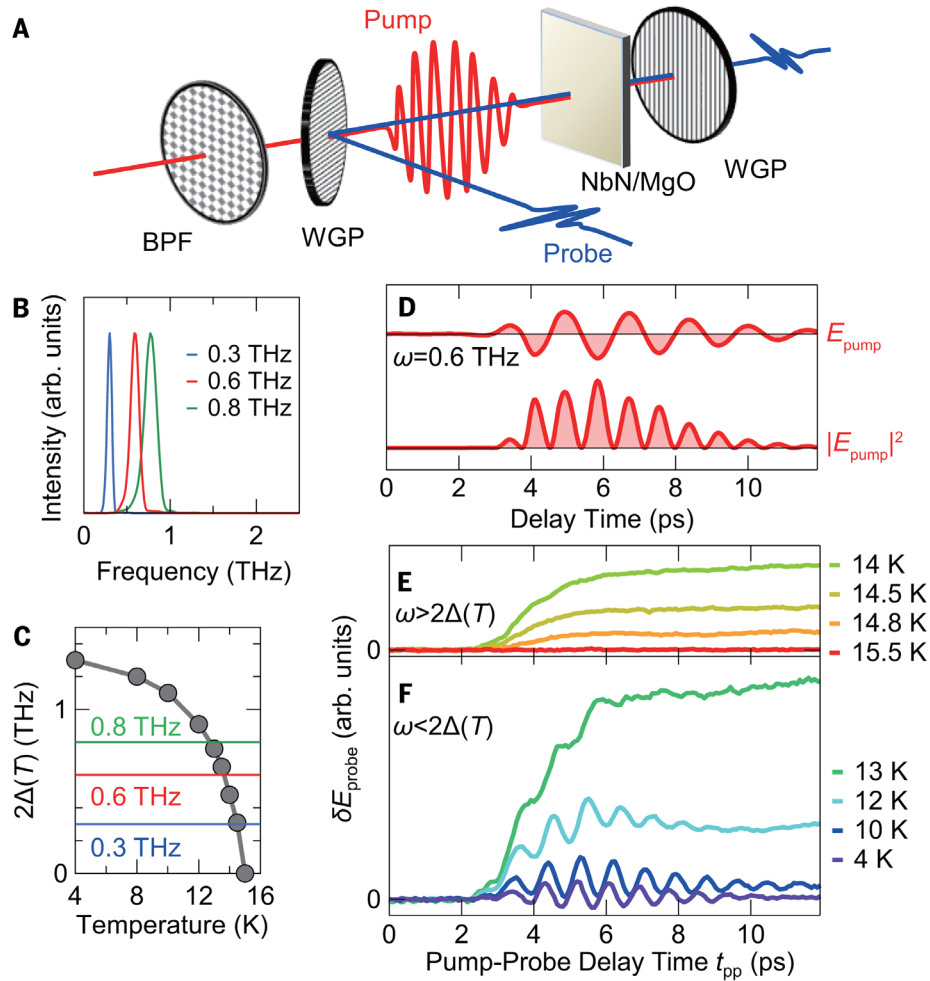 A
Pump
BPF
WGP
Probe
NbN/MgO
WGP
B
Intensity (arb. units)
0.3 THz
0.6 THz
0.8 THz
0 1 2
Frequency (THz)
C
2Δ(T) (THz)
1
0
0.8 THz
0.6 THz
0.3 THz
4 8 12 16
Temperature (K)
D
ω=0.6 THz
E_pump
|E_pump|²
0 2 4 6 8 10
Delay Time (ps)
E
ω>2Δ(T)
0
14 K
14.5 K
14.8 K
15.5 K
δE_probe (arb. units)
F
ω<2Δ(T)
0
13 K
12 K
10 K
4 K
0 2 4 6 8 10
Pump-Probe Delay Time t_pp (ps)